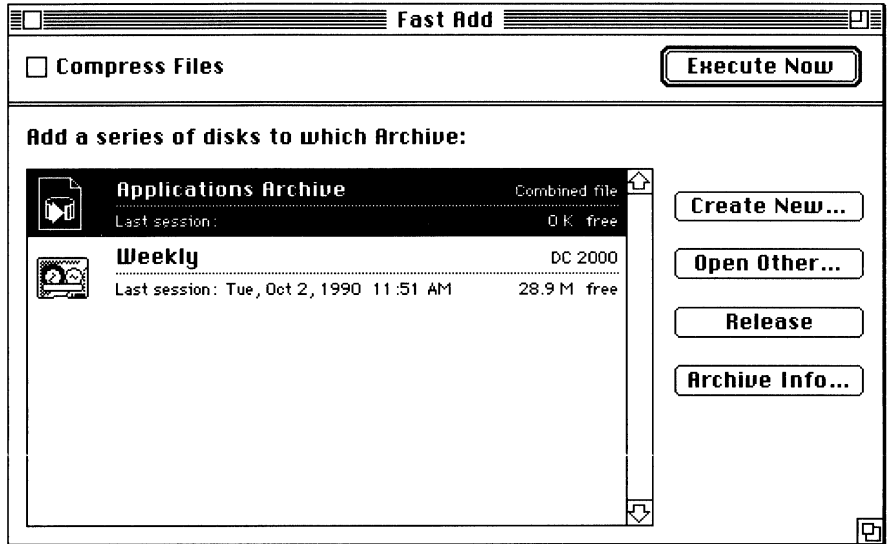 Fast Add
Compress Files
Execute Now
Add a series of disks to which Archive:
Applications Archive
Combined file
Last session:
0 K free
Weekly
DC 2000
Last session: Tue, Oct 2, 1990 11:51 AM
28.9 M free
Create New...
Open Other...
Release
Archive Info...